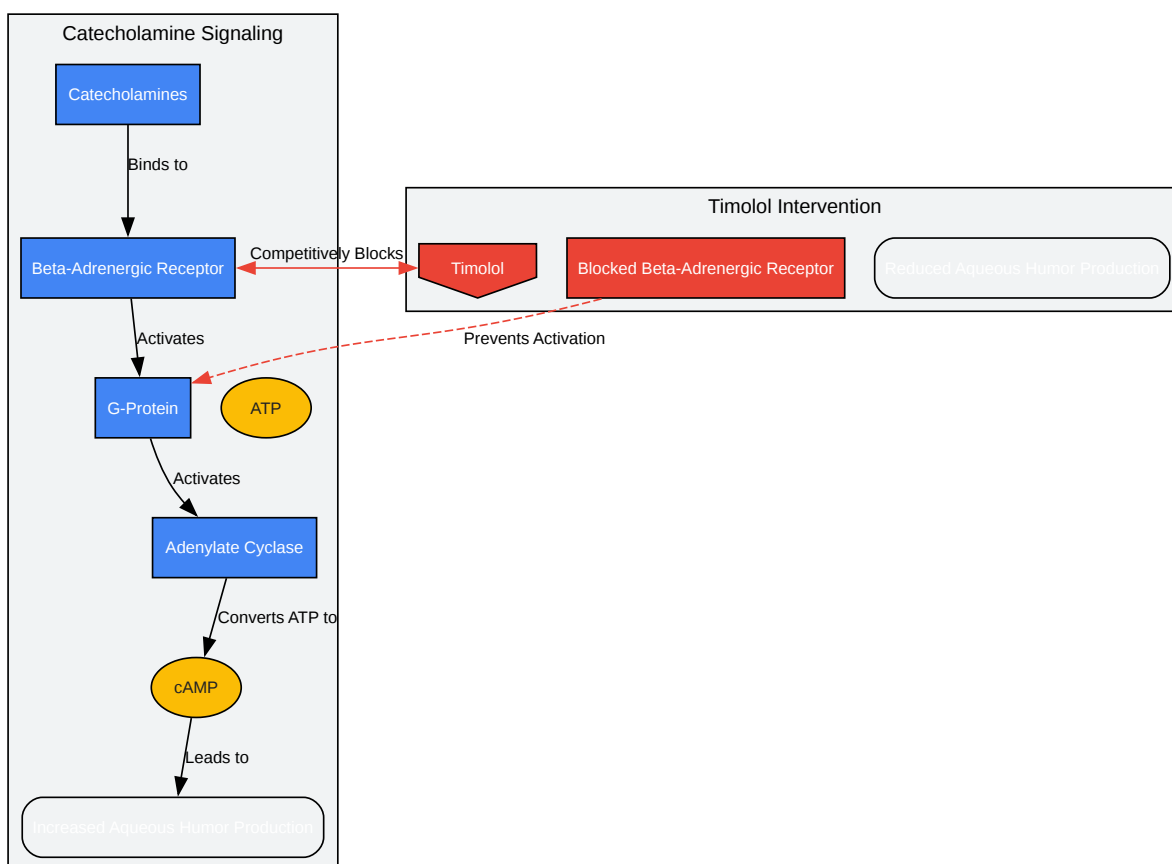 Catecholamine Signaling
Catecholamines
Binds to
Timolol Intervention
Beta-Adrenergic Receptor
Competitively Blocks
Timolol
Blocked Beta-Adrenergic Receptor
Reduced Aqueous Humor Production
Activates
Prevents Activation
G-Protein
ATP
Activates
Adenylate Cyclase
Converts ATP to
cAMP
Leads to
Increased Aqueous Humor Production